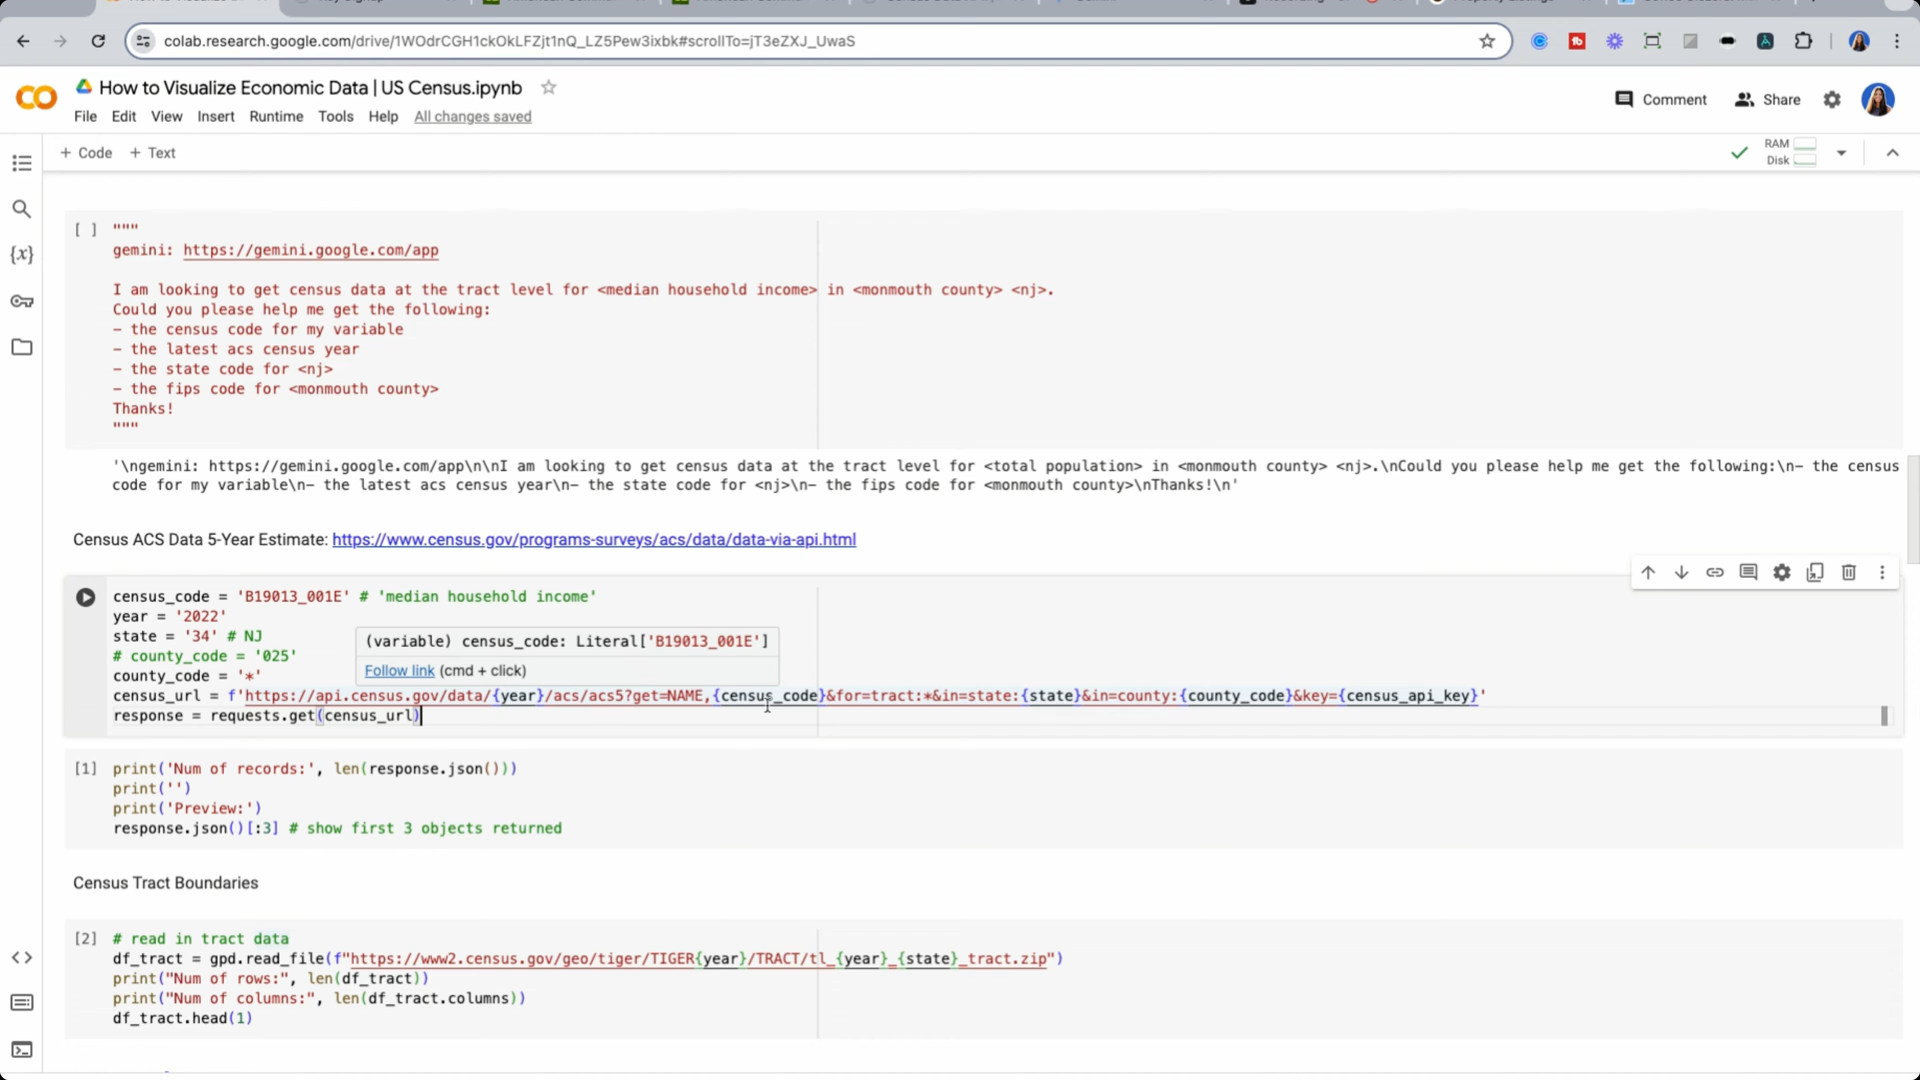 colab.research.google.com/drive/1WOdrCGH1ckOkLFZjt1nQ_LZ5Pew3ixbk#scrollTo=jT3eZXJ_UwaS
How to Visualize Economic Data | US Census.ipynb
Comment
Share
File Edit View Insert Runtime Tools Help All changes saved
+ Code + Text
RAM
Disk
[ ] """
gemini: https://gemini.google.com/app
I am looking to get census data at the tract level for <median household income> in <monmouth county> <nj>.
Could you please help me get the following:
- the census code for my variable
- the latest acs census year
- the state code for <nj>
- the fips code for <monmouth county>
Thanks!
"""
'\ngemini: https://gemini.google.com/app\n\nI am looking to get census data at the tract level for <total population> in <monmouth county> <nj>.\nCould you please help me get the following:\n- the census
code for my variable\n- the latest acs census year\n- the state code for <nj>\n- the fips code for <monmouth county>\nThanks!\n'
Census ACS Data 5-Year Estimate: https://www.census.gov/programs-surveys/acs/data/data-via-api.html
census_code = 'B19013_001E' # 'median household income'
year = '2022'
state = '34' # NJ
(variable) census_code: Literal['B19013_001E']
# county_code = '025'
Follow link (cmd + click)
county_code = '*'
census_url = f'https://api.census.gov/data/{year}/acs/acs5?get=NAME,{census_code}&for=tract:*&in=state:{state}&in=county:{county_code}&key={census_api_key}'
response = requests.get(census_url)
[1] print('Num of records:', len(response.json()))
print('')
print('Preview:')
response.json()[:3] # show first 3 objects returned
Census Tract Boundaries
[2] # read in tract data
df_tract = gpd.read_file(f"https://www2.census.gov/geo/tiger/TIGER{year}/TRACT/tl_{year}_{state}_tract.zip")
print("Num of rows:", len(df_tract))
print("Num of columns:", len(df_tract.columns))
df_tract.head(1)